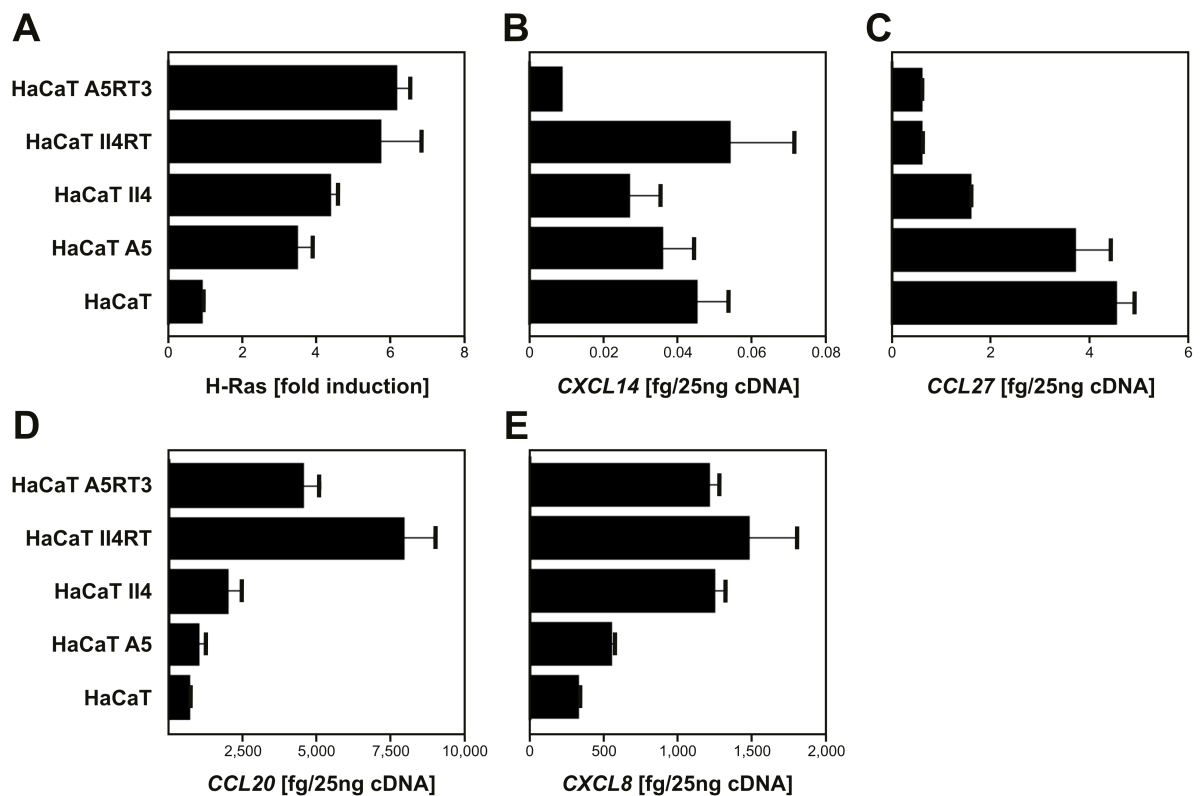 A
B
C
HaCaT A5RT3
HaCaT II4RT
HaCaT II4
HaCaT A5
HaCaT
0 2 4 6 8
0 0.02 0.04 0.06 0.08
0 2 4 6
H-Ras [fold induction]
CXCL14 [fg/25ng cDNA]
CCL27 [fg/25ng cDNA]
D
E
HaCaT A5RT3
HaCaT II4RT
HaCaT II4
HaCaT A5
HaCaT
2,500 5,000 7,500 10,000
0 500 1,000 1,500 2,000
CCL20 [fg/25ng cDNA]
CXCL8 [fg/25ng cDNA]